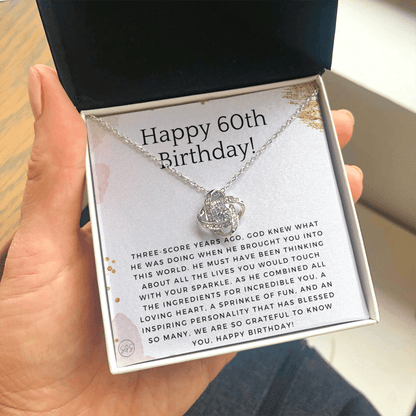 Happy 60th
Birthday!
THREE-SCORE YEARS AGO, GOD KNEW WHAT
HE WAS DOING WHEN HE BROUGHT YOU INTO
THIS WORLD. HE MUST HAVE BEEN THINKING
ABOUT ALL THE LIVES YOU WOULD TOUCH
WITH YOUR SPARKLE. AS HE COMBINED ALL
THE INGREDIENTS FOR INCREDIBLE YOU, A
LOVING HEART, A SPRINKLE OF FUN, AND AN
INSPIRING PERSONALITY THAT HAS BLESSED
SO MANY. WE ARE SO GRATEFUL TO KNOW
YOU, HAPPY BIRTHDAY!